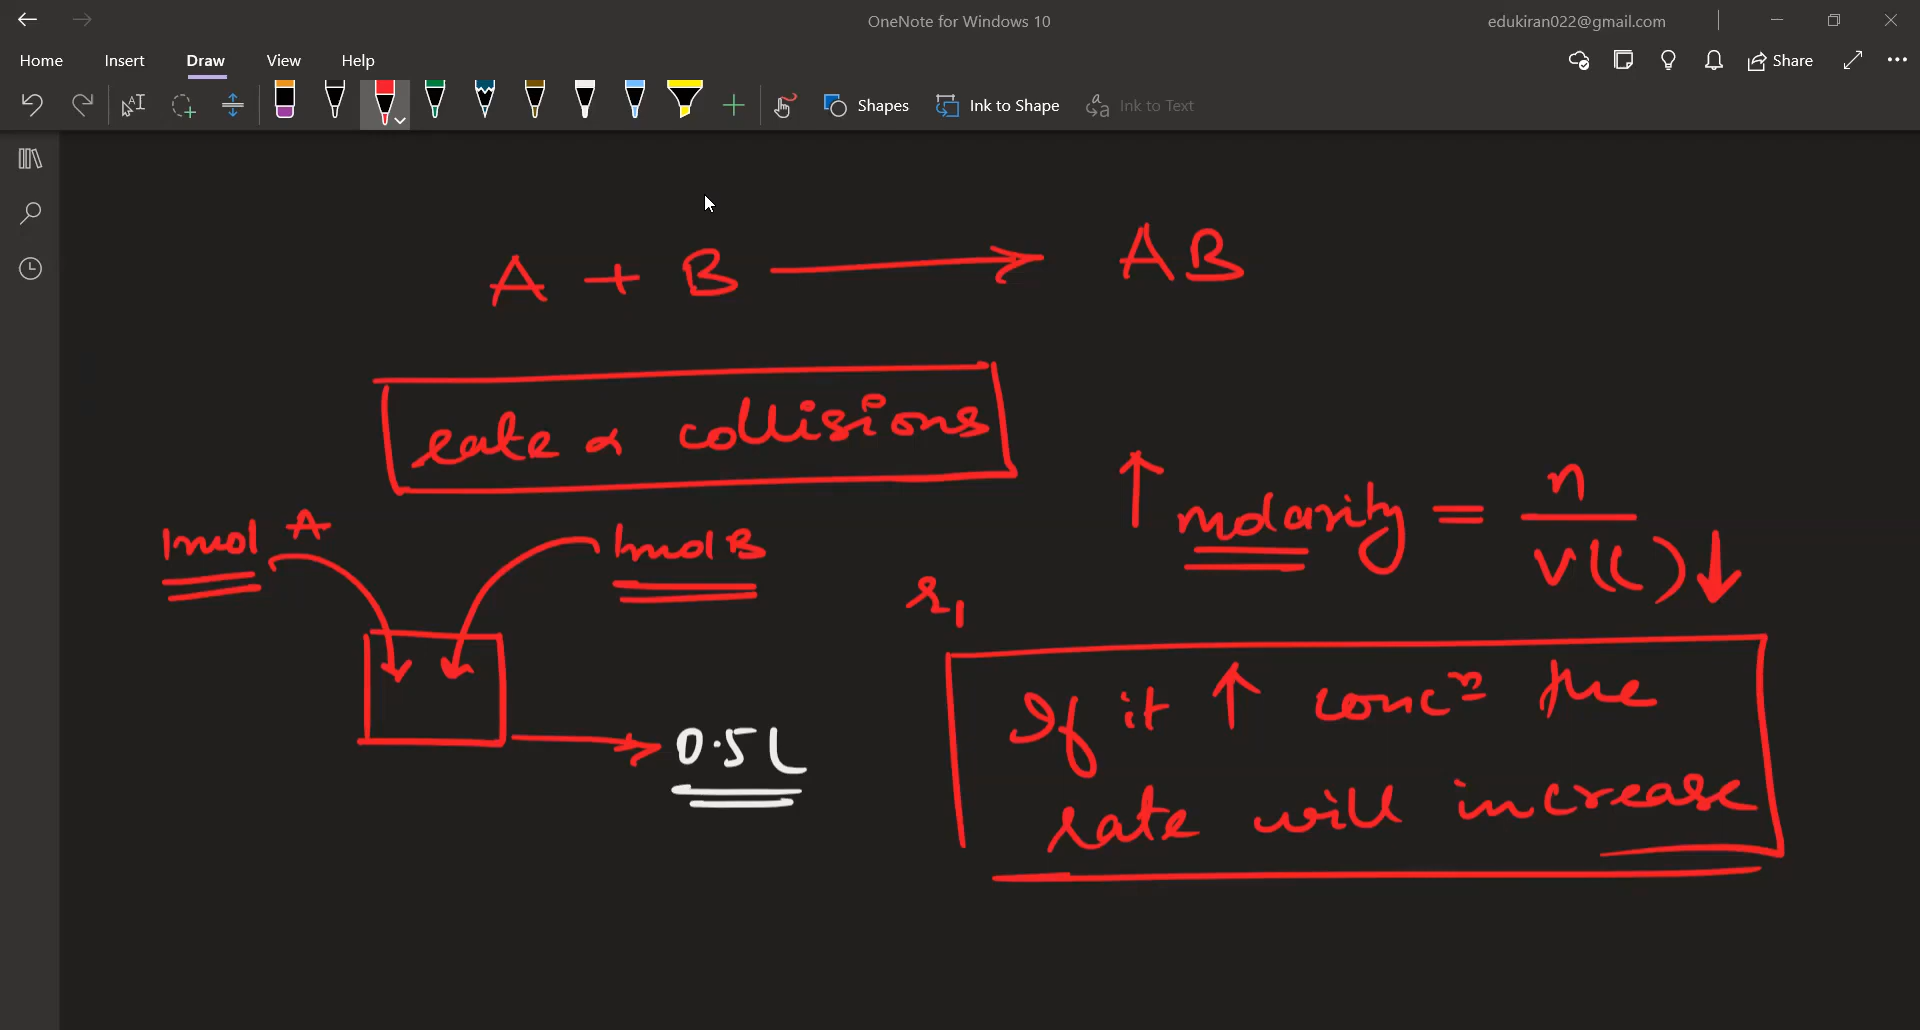 OneNote for Windows 10
edukiran022@gmail.com
Home Insert Draw View Help
Share
Shapes Ink to Shape Ink to Text
A + B ⟶ AB
rate α collisions
↑ molarity = n / V(L) ↓
1mol A
1mol B
r₁
0.5 L
If it ↑ concⁿ the
rate will increase